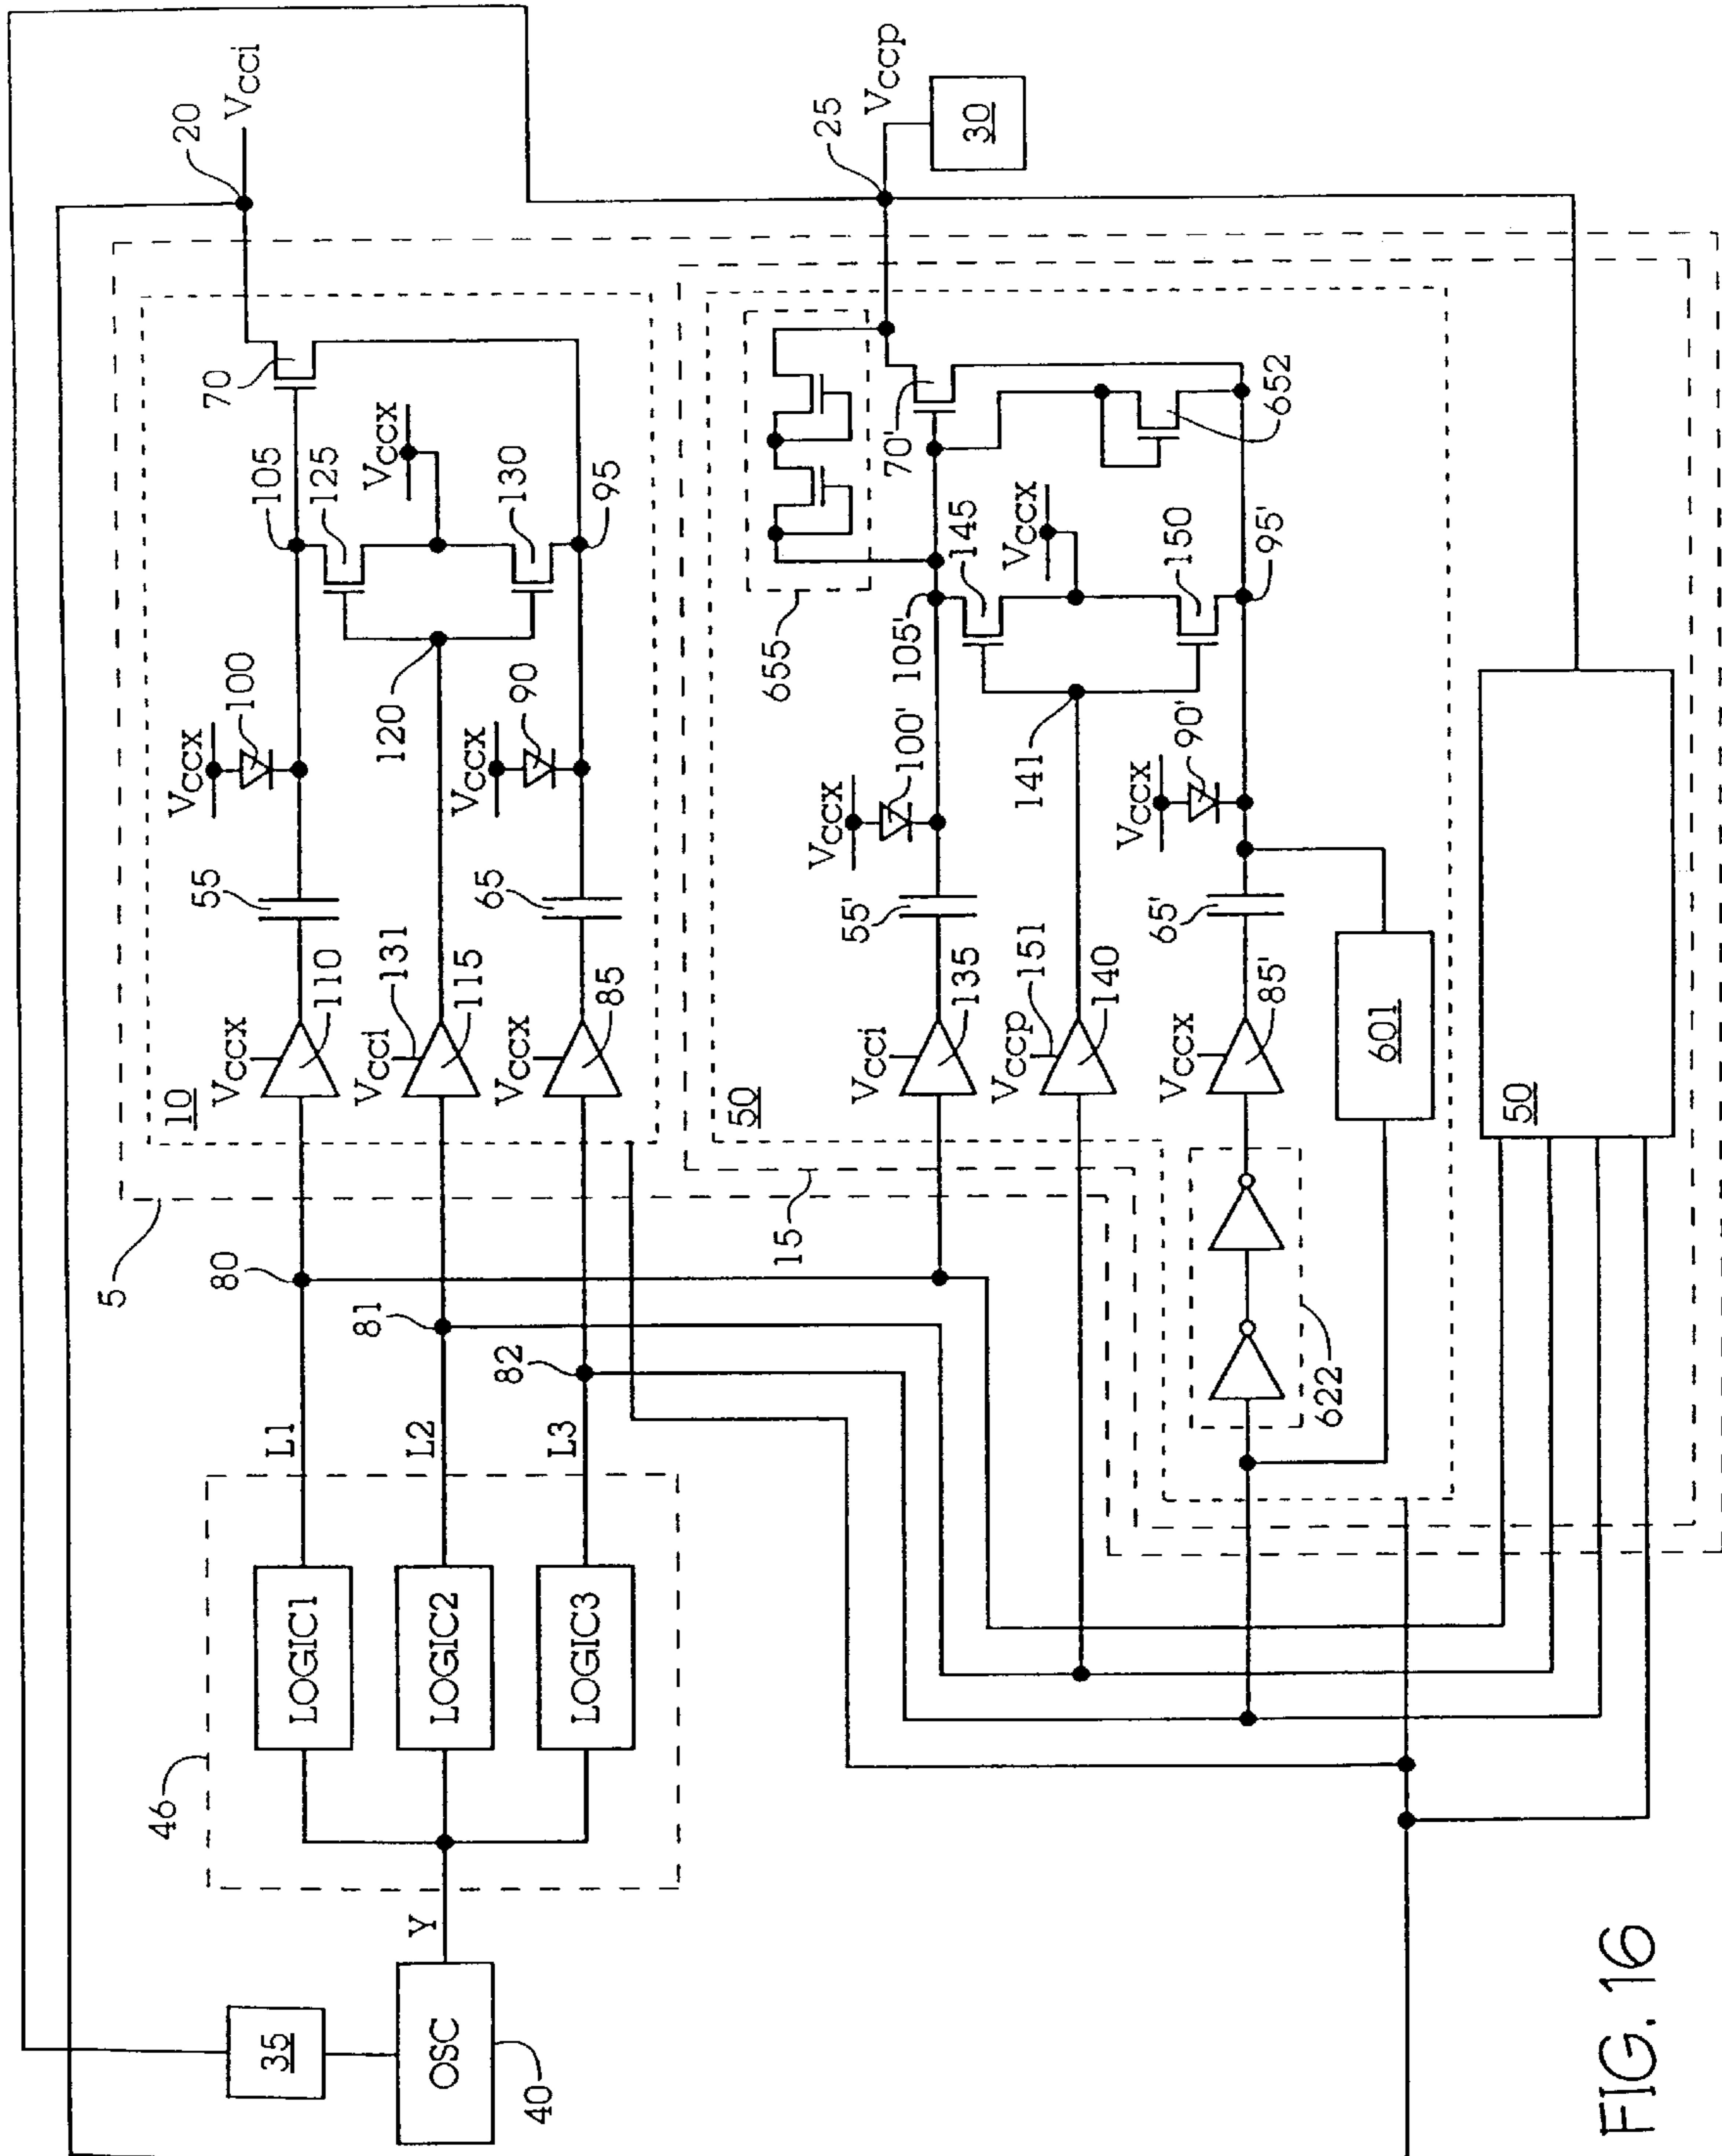 35
OSC
40
Y
46
LOGIC1
LOGIC2
LOGIC3
L1
L2
L3
80
81
82
5
10
Vccx
110
55
Vccx
100
105
125
70
20
Vcci
Vcci
131
115
120
Vccx
130
Vccx
85
65
Vccx
90
95
15
50
Vcci
135
55'
Vccx
100'
105'
655
145
70'
25
Vccp
30
Vccp
151
140
141
Vccx
150
652
95'
622
Vccx
85'
65'
Vccx
90'
601
50
FIG. 16